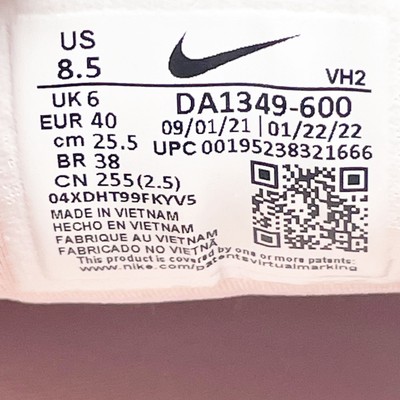 US
8.5
VH2
UK 6
EUR 40
cm 25.5
BR 38
CN 255(2.5)
DA1349-600
09/01/21 | 01/22/22
UPC 00195238321666
04XDHT99FKYV5
MADE IN VIETNAM
HECHO EN VIETNAM
FABRIQUE AU VIETNAM
FABRICADO NO VIETNÃ
This product is covered by one or more patents:
www.nike.com/patentsvirtualmarking